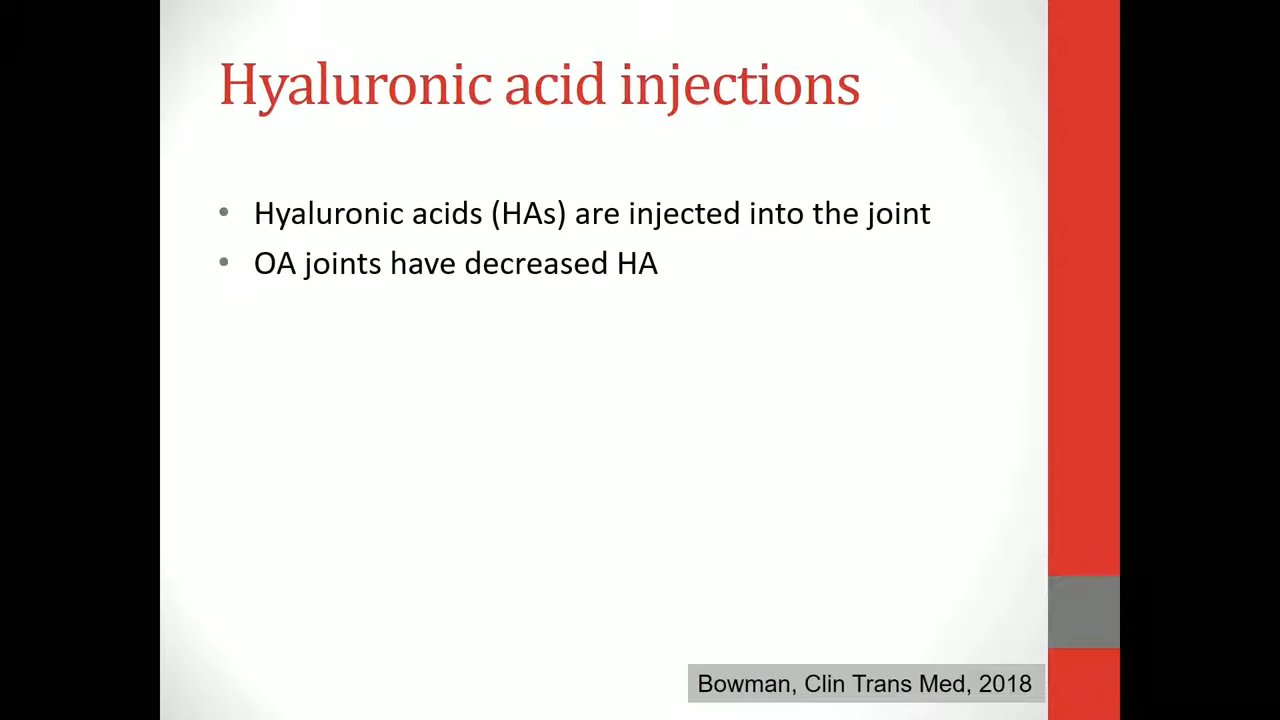 Hyaluronic acid injections
• Hyaluronic acids (HAs) are injected into the joint
• OA joints have decreased HA
Bowman, Clin Trans Med, 2018